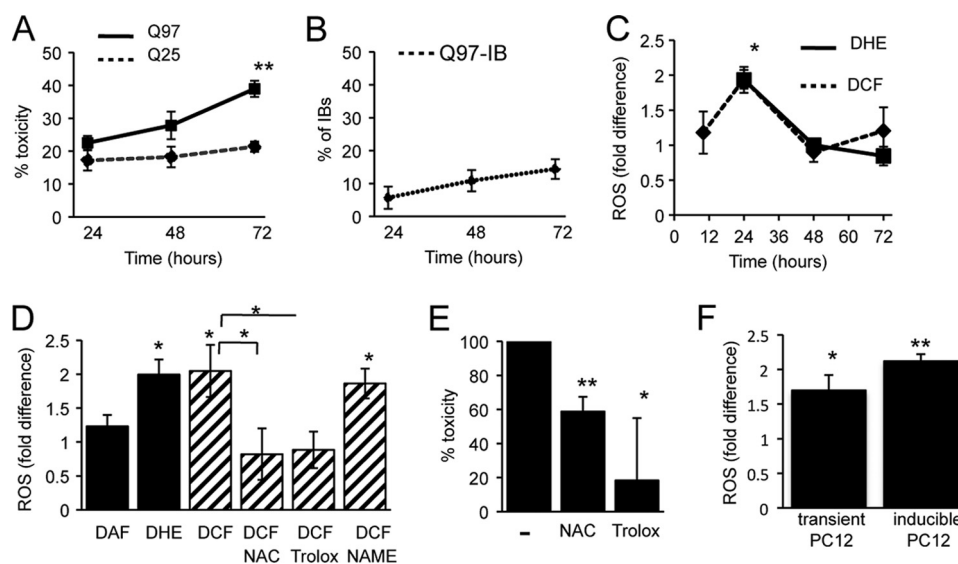 A
Q97
Q25
**
% toxicity
50
40
30
20
10
0
24 48 72
Time (hours)
B
Q97-IB
% of IBs
50
40
30
20
10
0
24 48 72
Time (hours)
C
DHE
DCF
*
ROS (fold difference)
2.5
2
1.5
1
0.5
0
0 12 24 36 48 60 72
Time (hours)
D
ROS (fold difference)
2.5
2
1.5
1
0.5
0
* * * * *
DAF DHE DCF DCF DCF DCF
NAC Trolox NAME
E
% toxicity
100
80
60
40
20
0
** *
- NAC Trolox
F
ROS (fold difference)
2.5
2
1.5
1
0.5
0
* **
transient inducible
PC12 PC12